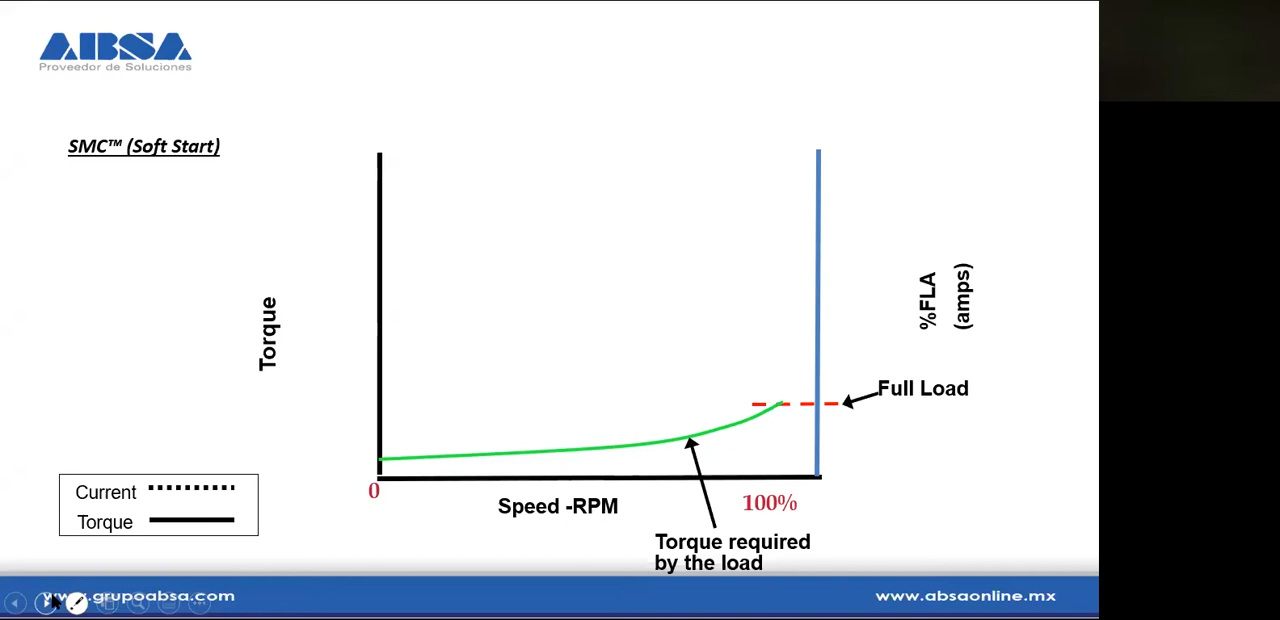 ABSA
Proveedor de Soluciones
SMC™ (Soft Start)
Torque
%FLA
(amps)
Full Load
Current
Torque
0
Speed -RPM
100%
Torque required
by the load
www.grupoabsa.com
www.absaonline.mx